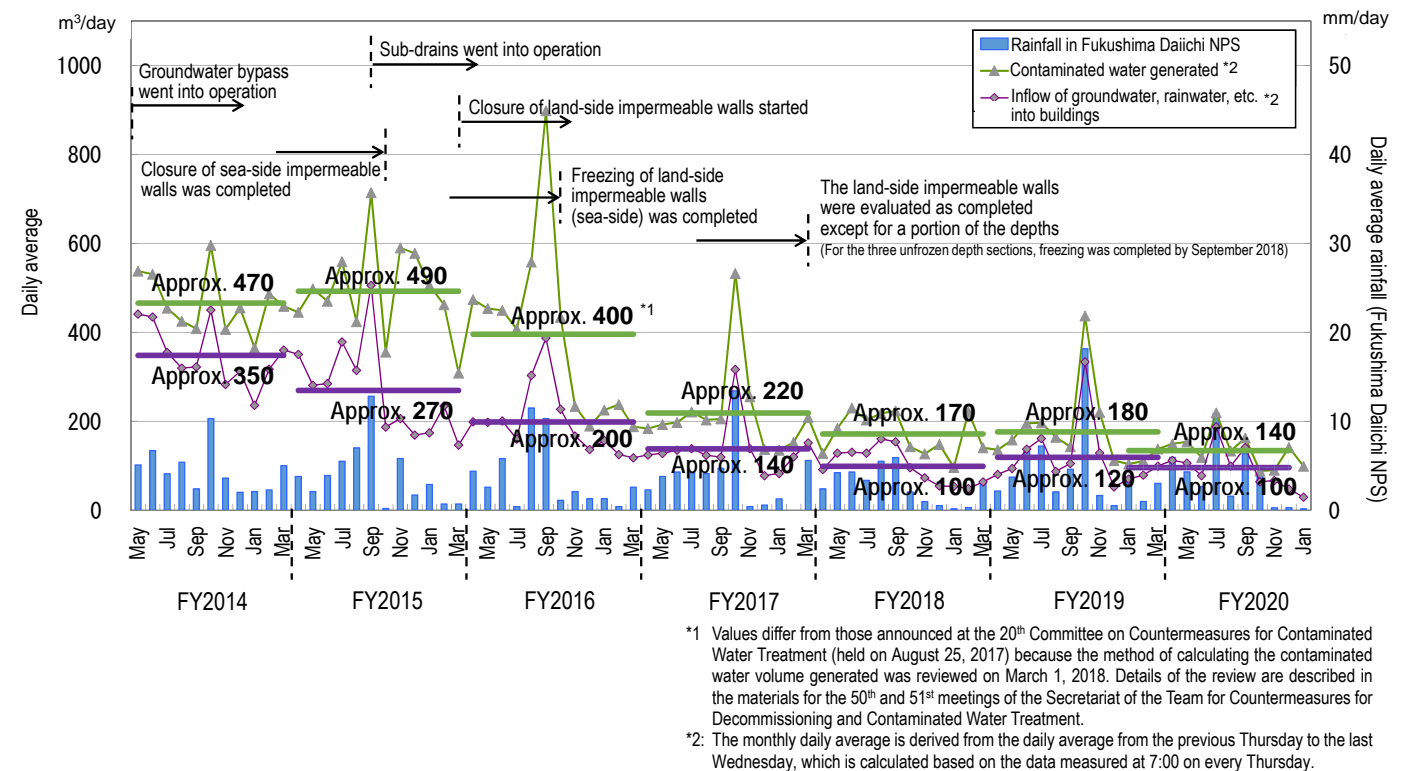 m³/day
mm/day
1000
800
600
400
200
0
50
40
30
20
10
0
Daily average
Daily average rainfall (Fukushima Daiichi NPS)
Rainfall in Fukushima Daiichi NPS
Contaminated water generated *2
Inflow of groundwater, rainwater, etc. *2
into buildings
Groundwater bypass
went into operation
Sub-drains went into operation
Closure of land-side impermeable walls started
Closure of sea-side impermeable
walls was completed
Freezing of land-side
impermeable walls
(sea-side) was completed
The land-side impermeable walls
were evaluated as completed
except for a portion of the depths
(For the three unfrozen depth sections, freezing was completed by September 2018)
Approx. 470
Approx. 350
Approx. 490
Approx. 270
Approx. 400 *1
Approx. 200
Approx. 220
Approx. 140
Approx. 170
Approx. 100
Approx. 180
Approx. 120
Approx. 140
Approx. 100
May Jul Sep Nov Jan Mar May Jul Sep Nov Jan Mar May Jul Sep Nov Jan Mar May Jul Sep Nov Jan Mar May Jul Sep Nov Jan Mar May Jul Sep Nov Jan Mar May Jul Sep Nov Jan
FY2014 FY2015 FY2016 FY2017 FY2018 FY2019 FY2020
*1 Values differ from those announced at the 20th Committee on Countermeasures for Contaminated
Water Treatment (held on August 25, 2017) because the method of calculating the contaminated
water volume generated was reviewed on March 1, 2018. Details of the review are described in
the materials for the 50th and 51st meetings of the Secretariat of the Team for Countermeasures for
Decommissioning and Contaminated Water Treatment.
*2: The monthly daily average is derived from the daily average from the previous Thursday to the last
Wednesday, which is calculated based on the data measured at 7:00 on every Thursday.